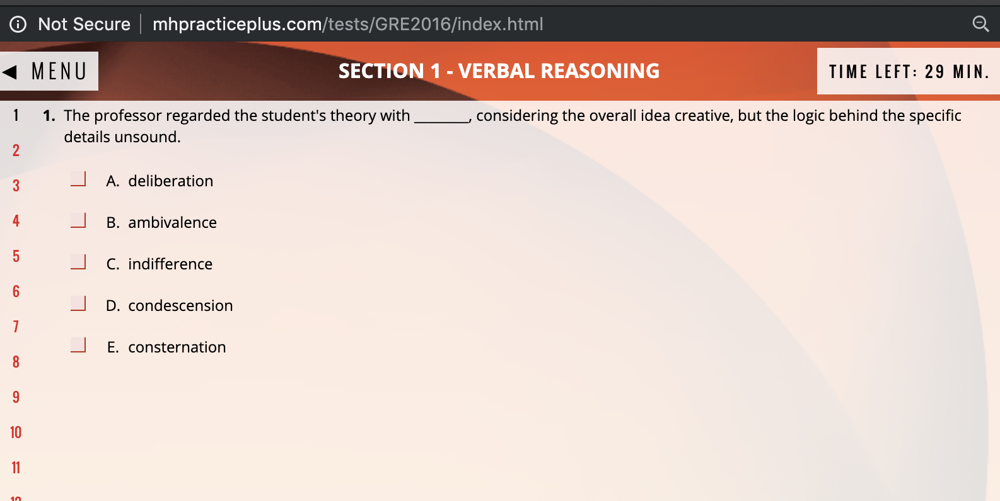 Not Secure | mhpracticeplus.com/tests/GRE2016/index.html
◀ MENU
SECTION 1 - VERBAL REASONING
TIME LEFT: 29 MIN.
1
1. The professor regarded the student's theory with _______, considering the overall idea creative, but the logic behind the specific
details unsound.
2
3
A. deliberation
4
B. ambivalence
5
C. indifference
6
D. condescension
7
E. consternation
8
9
10
11